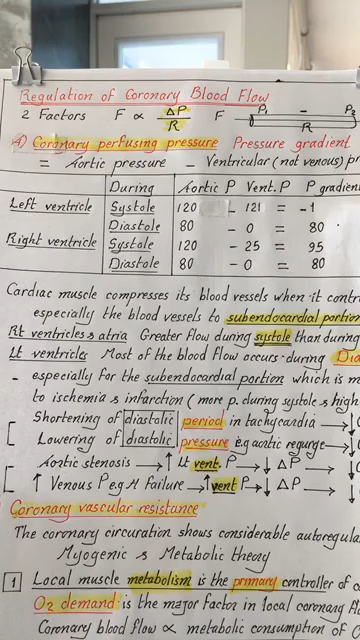 Regulation of Coronary Blood Flow
2 Factors F ∝ ΔP / R F P₁ - P₂ R
A) Coronary perfusing pressure Pressure gradient
= Aortic pressure - Ventricular (not venous) pr
During Aortic P Vent. P P gradien
Left ventricle Systole 120 - 121 = -1
Diastole 80 - 0 = 80
Right ventricle Systole 120 - 25 = 95
Diastole 80 - 0 = 80
Cardiac muscle compresses its blood vessels when it contr
especially the blood vessels to subendocardial portion
Rt ventricles & atria Greater flow during systole than during
Lt ventricles Most of the blood flow occurs during Dia
- especially for the subendocardial portion which is mo
to ischemia & infarction (more p. during systole & high
Shortening of diastolic period in tachycardia → ↓
Lowering of diastolic pressure eg aortic regurge → ↓
Aortic stenosis → ↑ Lt vent. P → ↓ ΔP → ↓
↑ Venous P eg H failure → ↑ vent P → ↓ ΔP → ↓
Coronary vascular resistance
The coronary circuration shows considerable autoregula
Myogenic & Metabolic theory
1 Local muscle metabolism is the primary controller of
O₂ demand is the major factor in local coronary fl
Coronary blood flow ∝ metabolic consumption of